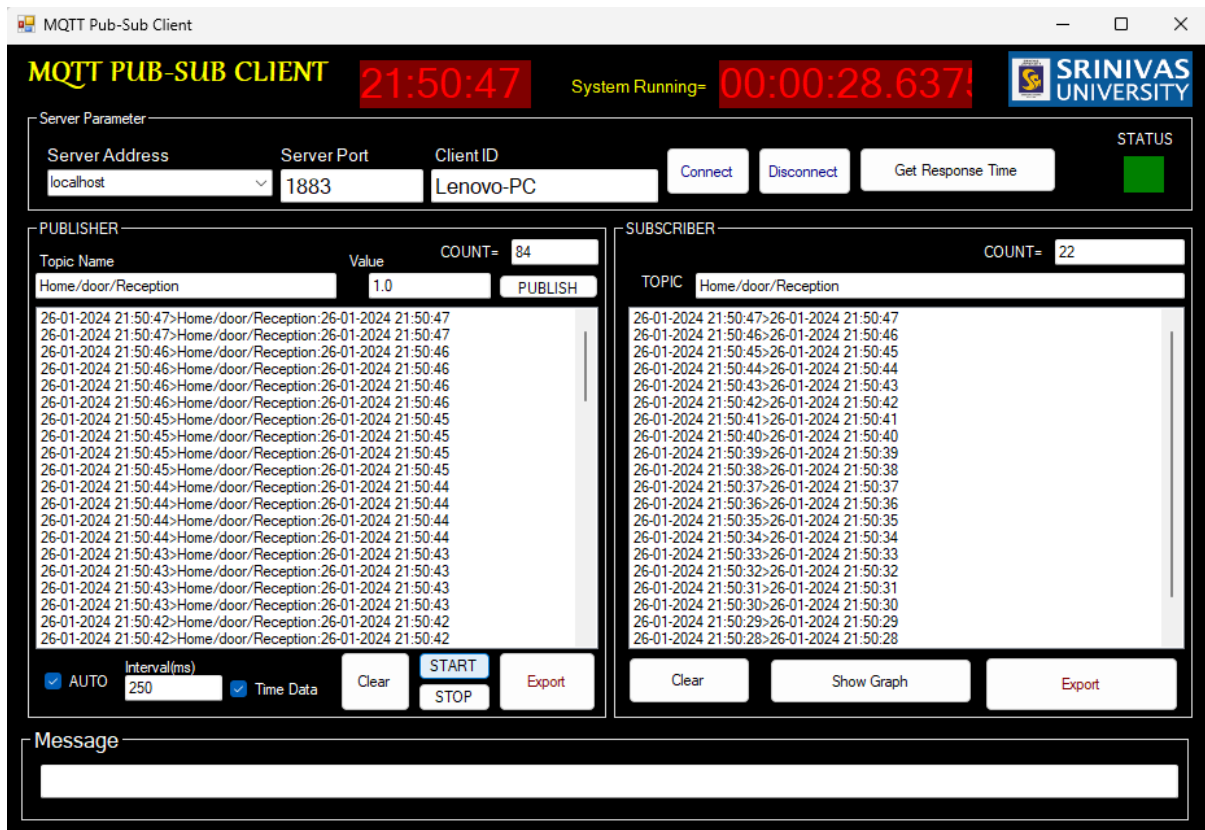 MQTT Pub-Sub Client
MQTT PUB-SUB CLIENT
21:50:47
System Running=
00:00:28.6375
SRINIVAS
UNIVERSITY
Server Parameter
STATUS
Server Address
Server Port
Client ID
localhost
1883
Lenovo-PC
Connect
Disconnect
Get Response Time
PUBLISHER
COUNT=
84
Topic Name
Value
Home/door/Reception
1.0
PUBLISH
26-01-2024 21:50:47>Home/door/Reception:26-01-2024 21:50:47
26-01-2024 21:50:47>Home/door/Reception:26-01-2024 21:50:47
26-01-2024 21:50:46>Home/door/Reception:26-01-2024 21:50:46
26-01-2024 21:50:46>Home/door/Reception:26-01-2024 21:50:46
26-01-2024 21:50:46>Home/door/Reception:26-01-2024 21:50:46
26-01-2024 21:50:46>Home/door/Reception:26-01-2024 21:50:46
26-01-2024 21:50:45>Home/door/Reception:26-01-2024 21:50:45
26-01-2024 21:50:45>Home/door/Reception:26-01-2024 21:50:45
26-01-2024 21:50:45>Home/door/Reception:26-01-2024 21:50:45
26-01-2024 21:50:45>Home/door/Reception:26-01-2024 21:50:45
26-01-2024 21:50:44>Home/door/Reception:26-01-2024 21:50:44
26-01-2024 21:50:44>Home/door/Reception:26-01-2024 21:50:44
26-01-2024 21:50:44>Home/door/Reception:26-01-2024 21:50:44
26-01-2024 21:50:44>Home/door/Reception:26-01-2024 21:50:44
26-01-2024 21:50:43>Home/door/Reception:26-01-2024 21:50:43
26-01-2024 21:50:43>Home/door/Reception:26-01-2024 21:50:43
26-01-2024 21:50:43>Home/door/Reception:26-01-2024 21:50:43
26-01-2024 21:50:43>Home/door/Reception:26-01-2024 21:50:43
26-01-2024 21:50:42>Home/door/Reception:26-01-2024 21:50:42
26-01-2024 21:50:42>Home/door/Reception:26-01-2024 21:50:42
AUTO
Interval(ms)
250
Time Data
Clear
START
STOP
Export
SUBSCRIBER
COUNT=
22
TOPIC
Home/door/Reception
26-01-2024 21:50:47>26-01-2024 21:50:47
26-01-2024 21:50:46>26-01-2024 21:50:46
26-01-2024 21:50:45>26-01-2024 21:50:45
26-01-2024 21:50:44>26-01-2024 21:50:44
26-01-2024 21:50:43>26-01-2024 21:50:43
26-01-2024 21:50:42>26-01-2024 21:50:42
26-01-2024 21:50:41>26-01-2024 21:50:41
26-01-2024 21:50:40>26-01-2024 21:50:40
26-01-2024 21:50:39>26-01-2024 21:50:39
26-01-2024 21:50:38>26-01-2024 21:50:38
26-01-2024 21:50:37>26-01-2024 21:50:37
26-01-2024 21:50:36>26-01-2024 21:50:36
26-01-2024 21:50:35>26-01-2024 21:50:35
26-01-2024 21:50:34>26-01-2024 21:50:34
26-01-2024 21:50:33>26-01-2024 21:50:33
26-01-2024 21:50:32>26-01-2024 21:50:32
26-01-2024 21:50:31>26-01-2024 21:50:31
26-01-2024 21:50:30>26-01-2024 21:50:30
26-01-2024 21:50:29>26-01-2024 21:50:29
26-01-2024 21:50:28>26-01-2024 21:50:28
Clear
Show Graph
Export
Message